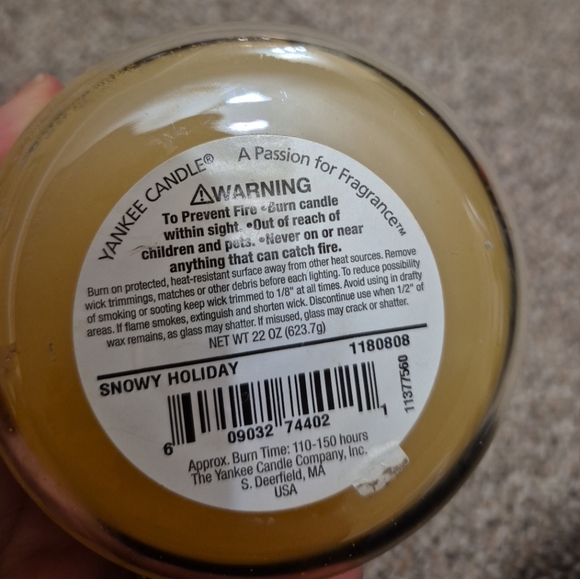 YANKEE CANDLE® A Passion for Fragrance™
⚠WARNING
To Prevent Fire •Burn candle
within sight. •Out of reach of
children and pets. •Never on or near
anything that can catch fire.
Burn on protected, heat-resistant surface away from other heat sources. Remove
wick trimmings, matches or other debris before each lighting. To reduce possibility
of smoking or sooting keep wick trimmed to 1/8" at all times. Avoid using in drafty
areas. If flame smokes, extinguish and shorten wick. Discontinue use when 1/2" of
wax remains, as glass may shatter. If misused, glass may crack or shatter.
NET WT 22 OZ (623.7g)
SNOWY HOLIDAY 1180808
11377560
6 09032 74402 1
Approx. Burn Time: 110-150 hours
The Yankee Candle Company, Inc.
S. Deerfield, MA
USA